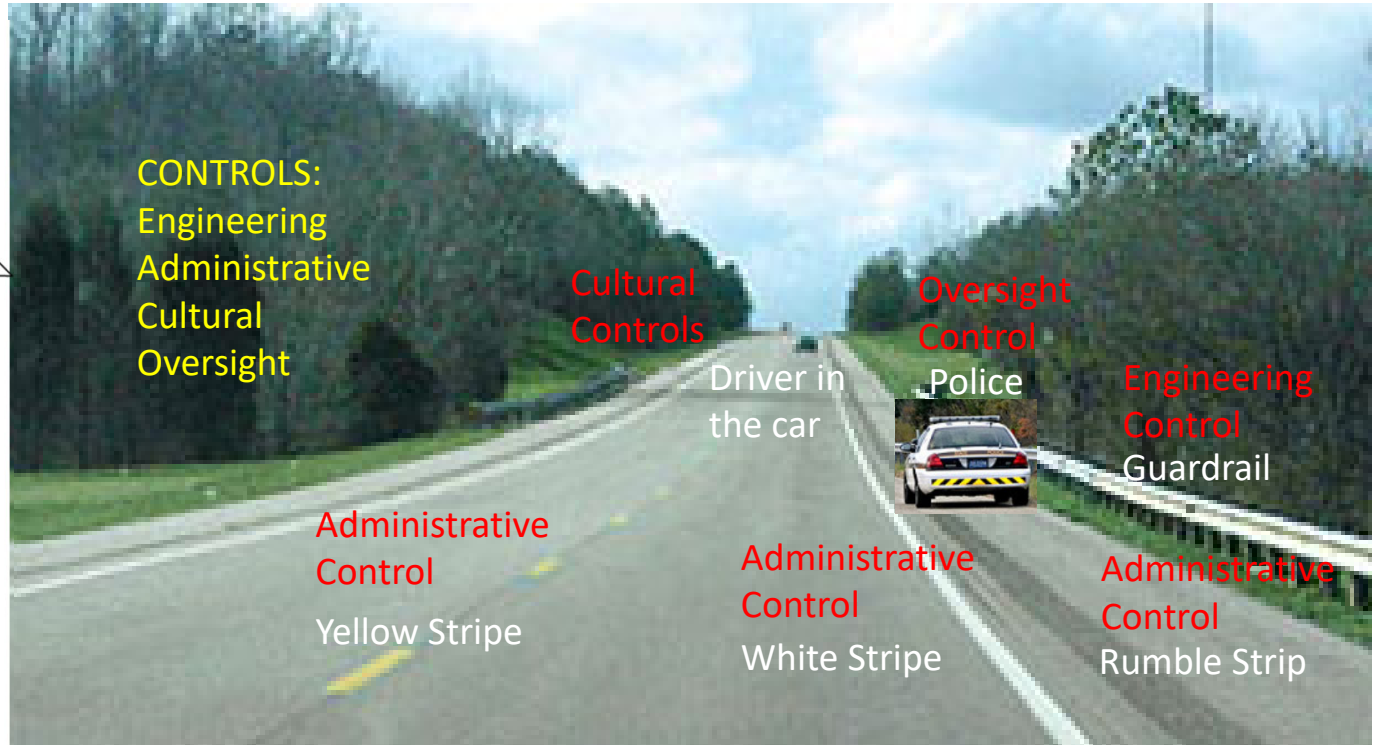 CONTROLS:
Engineering
Administrative
Cultural
Oversight
Cultural
Controls
Driver in
the car
Oversight
Control
Police
Engineering
Control
Guardrail
Administrative
Control
Yellow Stripe
Administrative
Control
White Stripe
Administrative
Control
Rumble Strip